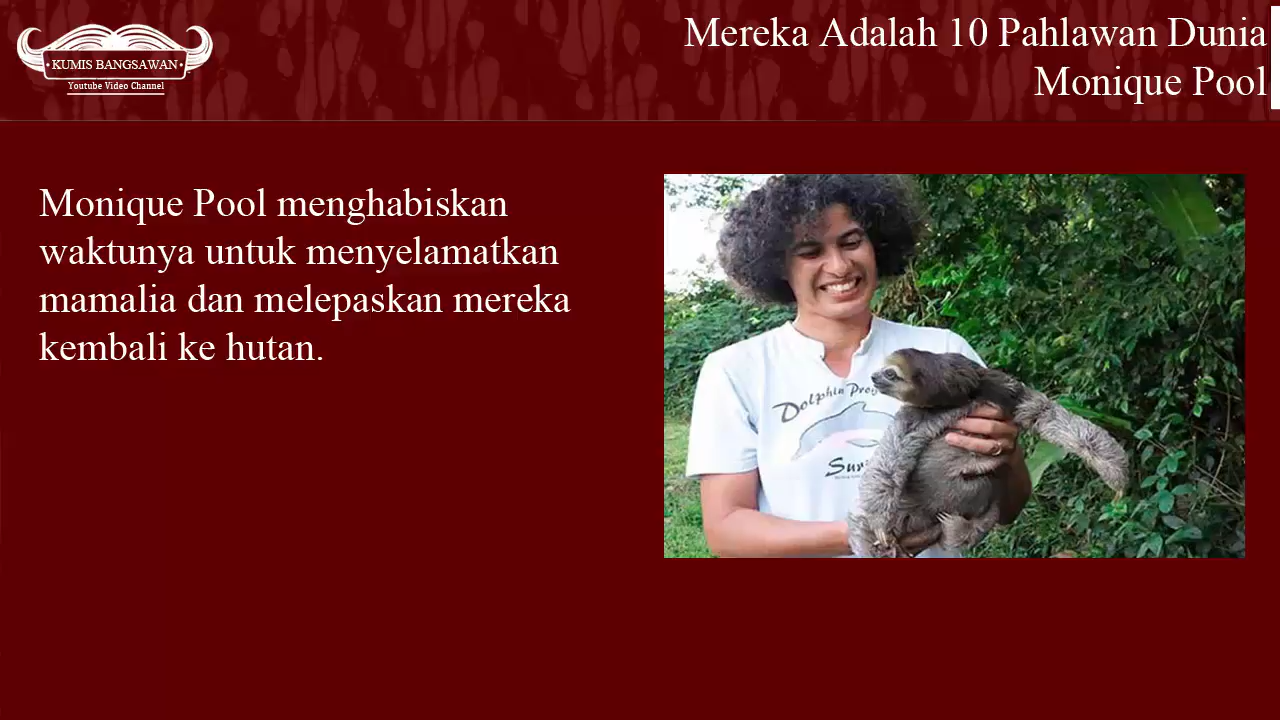 KUMIS BANGSAWAN
Youtube Video Channel
Mereka Adalah 10 Pahlawan Dunia
Monique Pool
Monique Pool menghabiskan
waktunya untuk menyelamatkan
mamalia dan melepaskan mereka
kembali ke hutan.
Dolphin